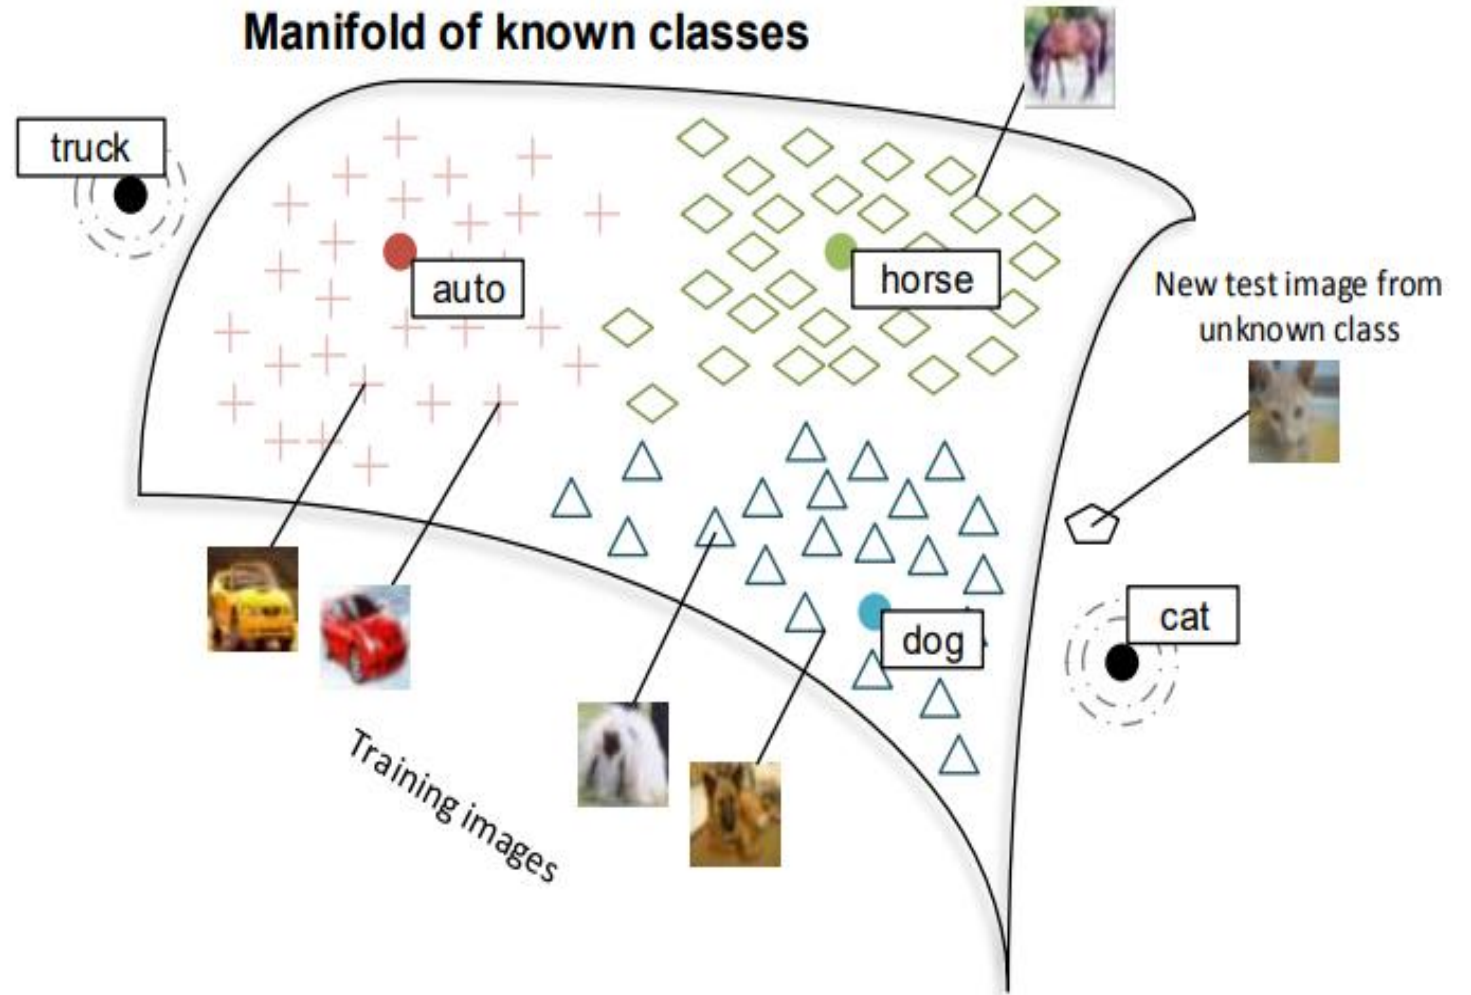 Manifold of known classes
truck
auto
horse
New test image from
unknown class
cat
dog
Training images